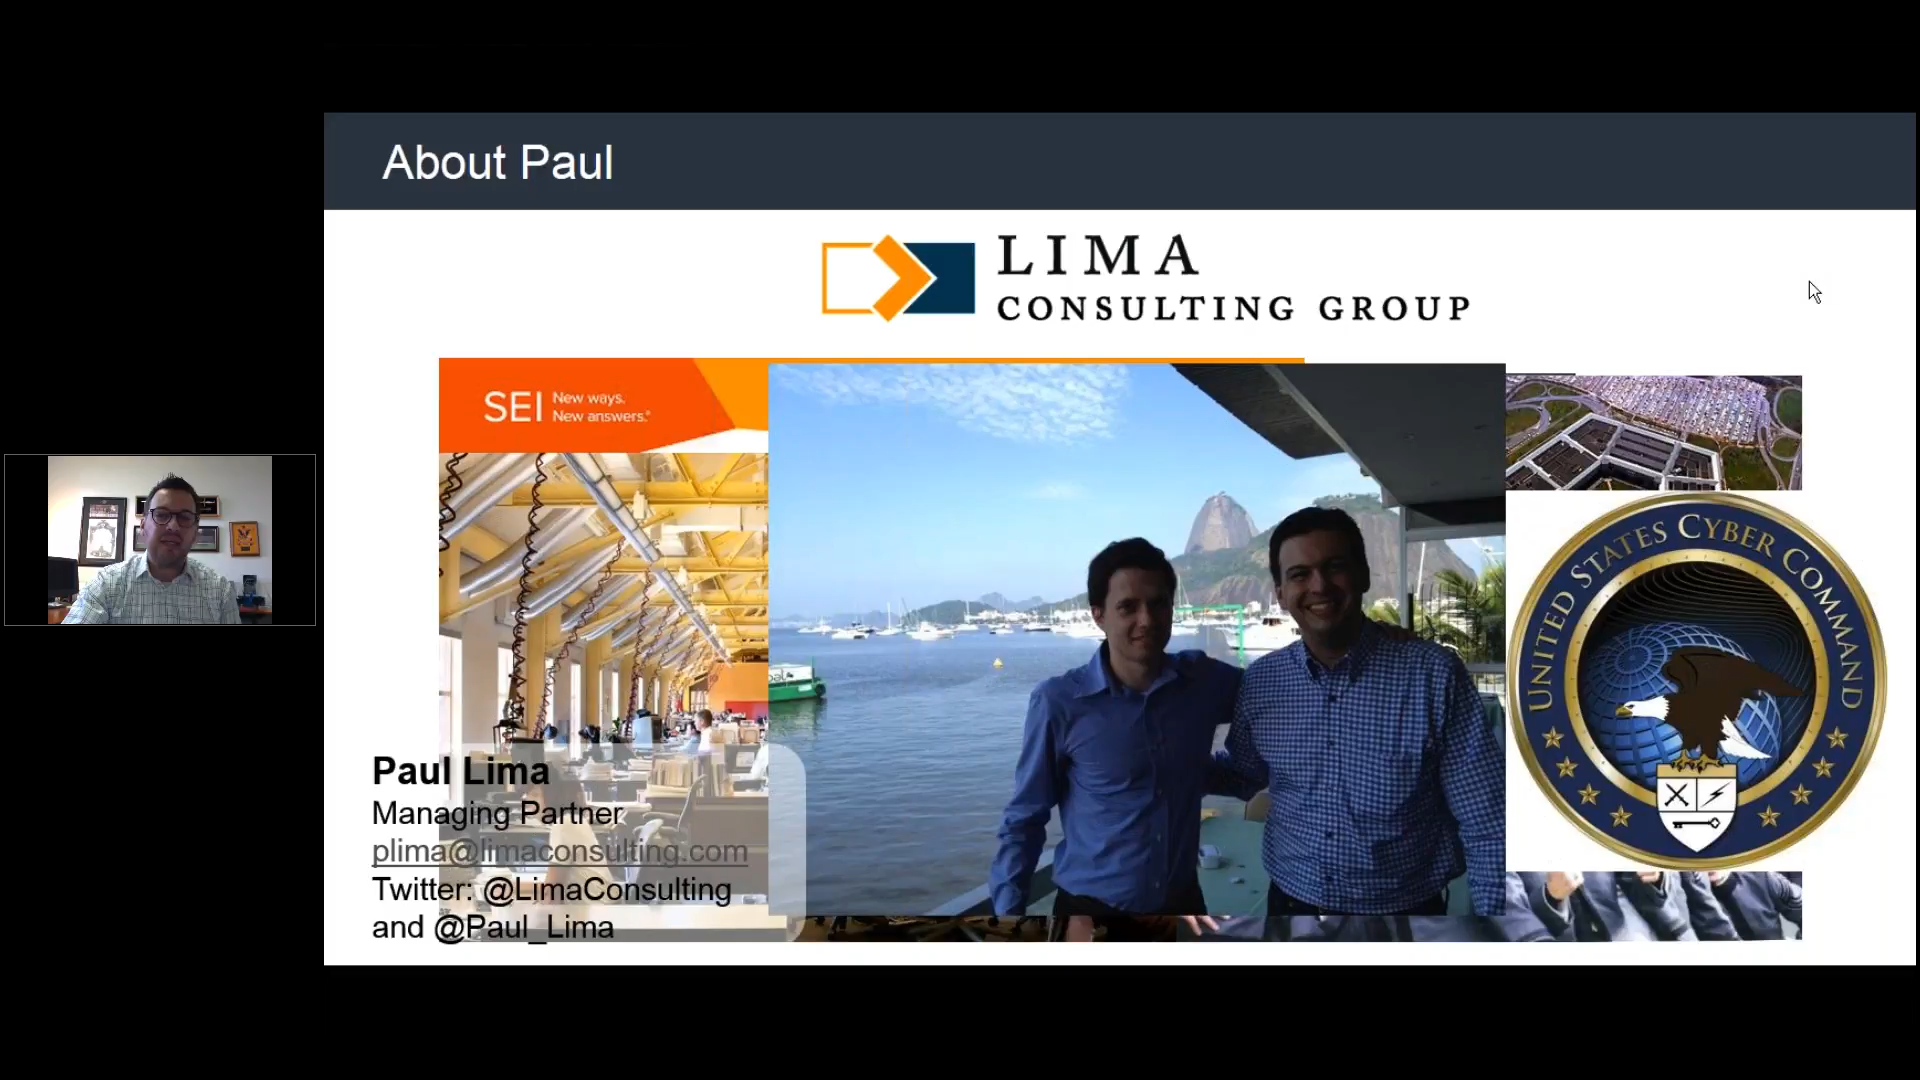 About Paul
LIMA
CONSULTING GROUP
SEI New ways.
New answers.®
UNITED STATES CYBER COMMAND
Paul Lima
Managing Partner
plima@limaconsulting.com
Twitter: @LimaConsulting
and @Paul_Lima